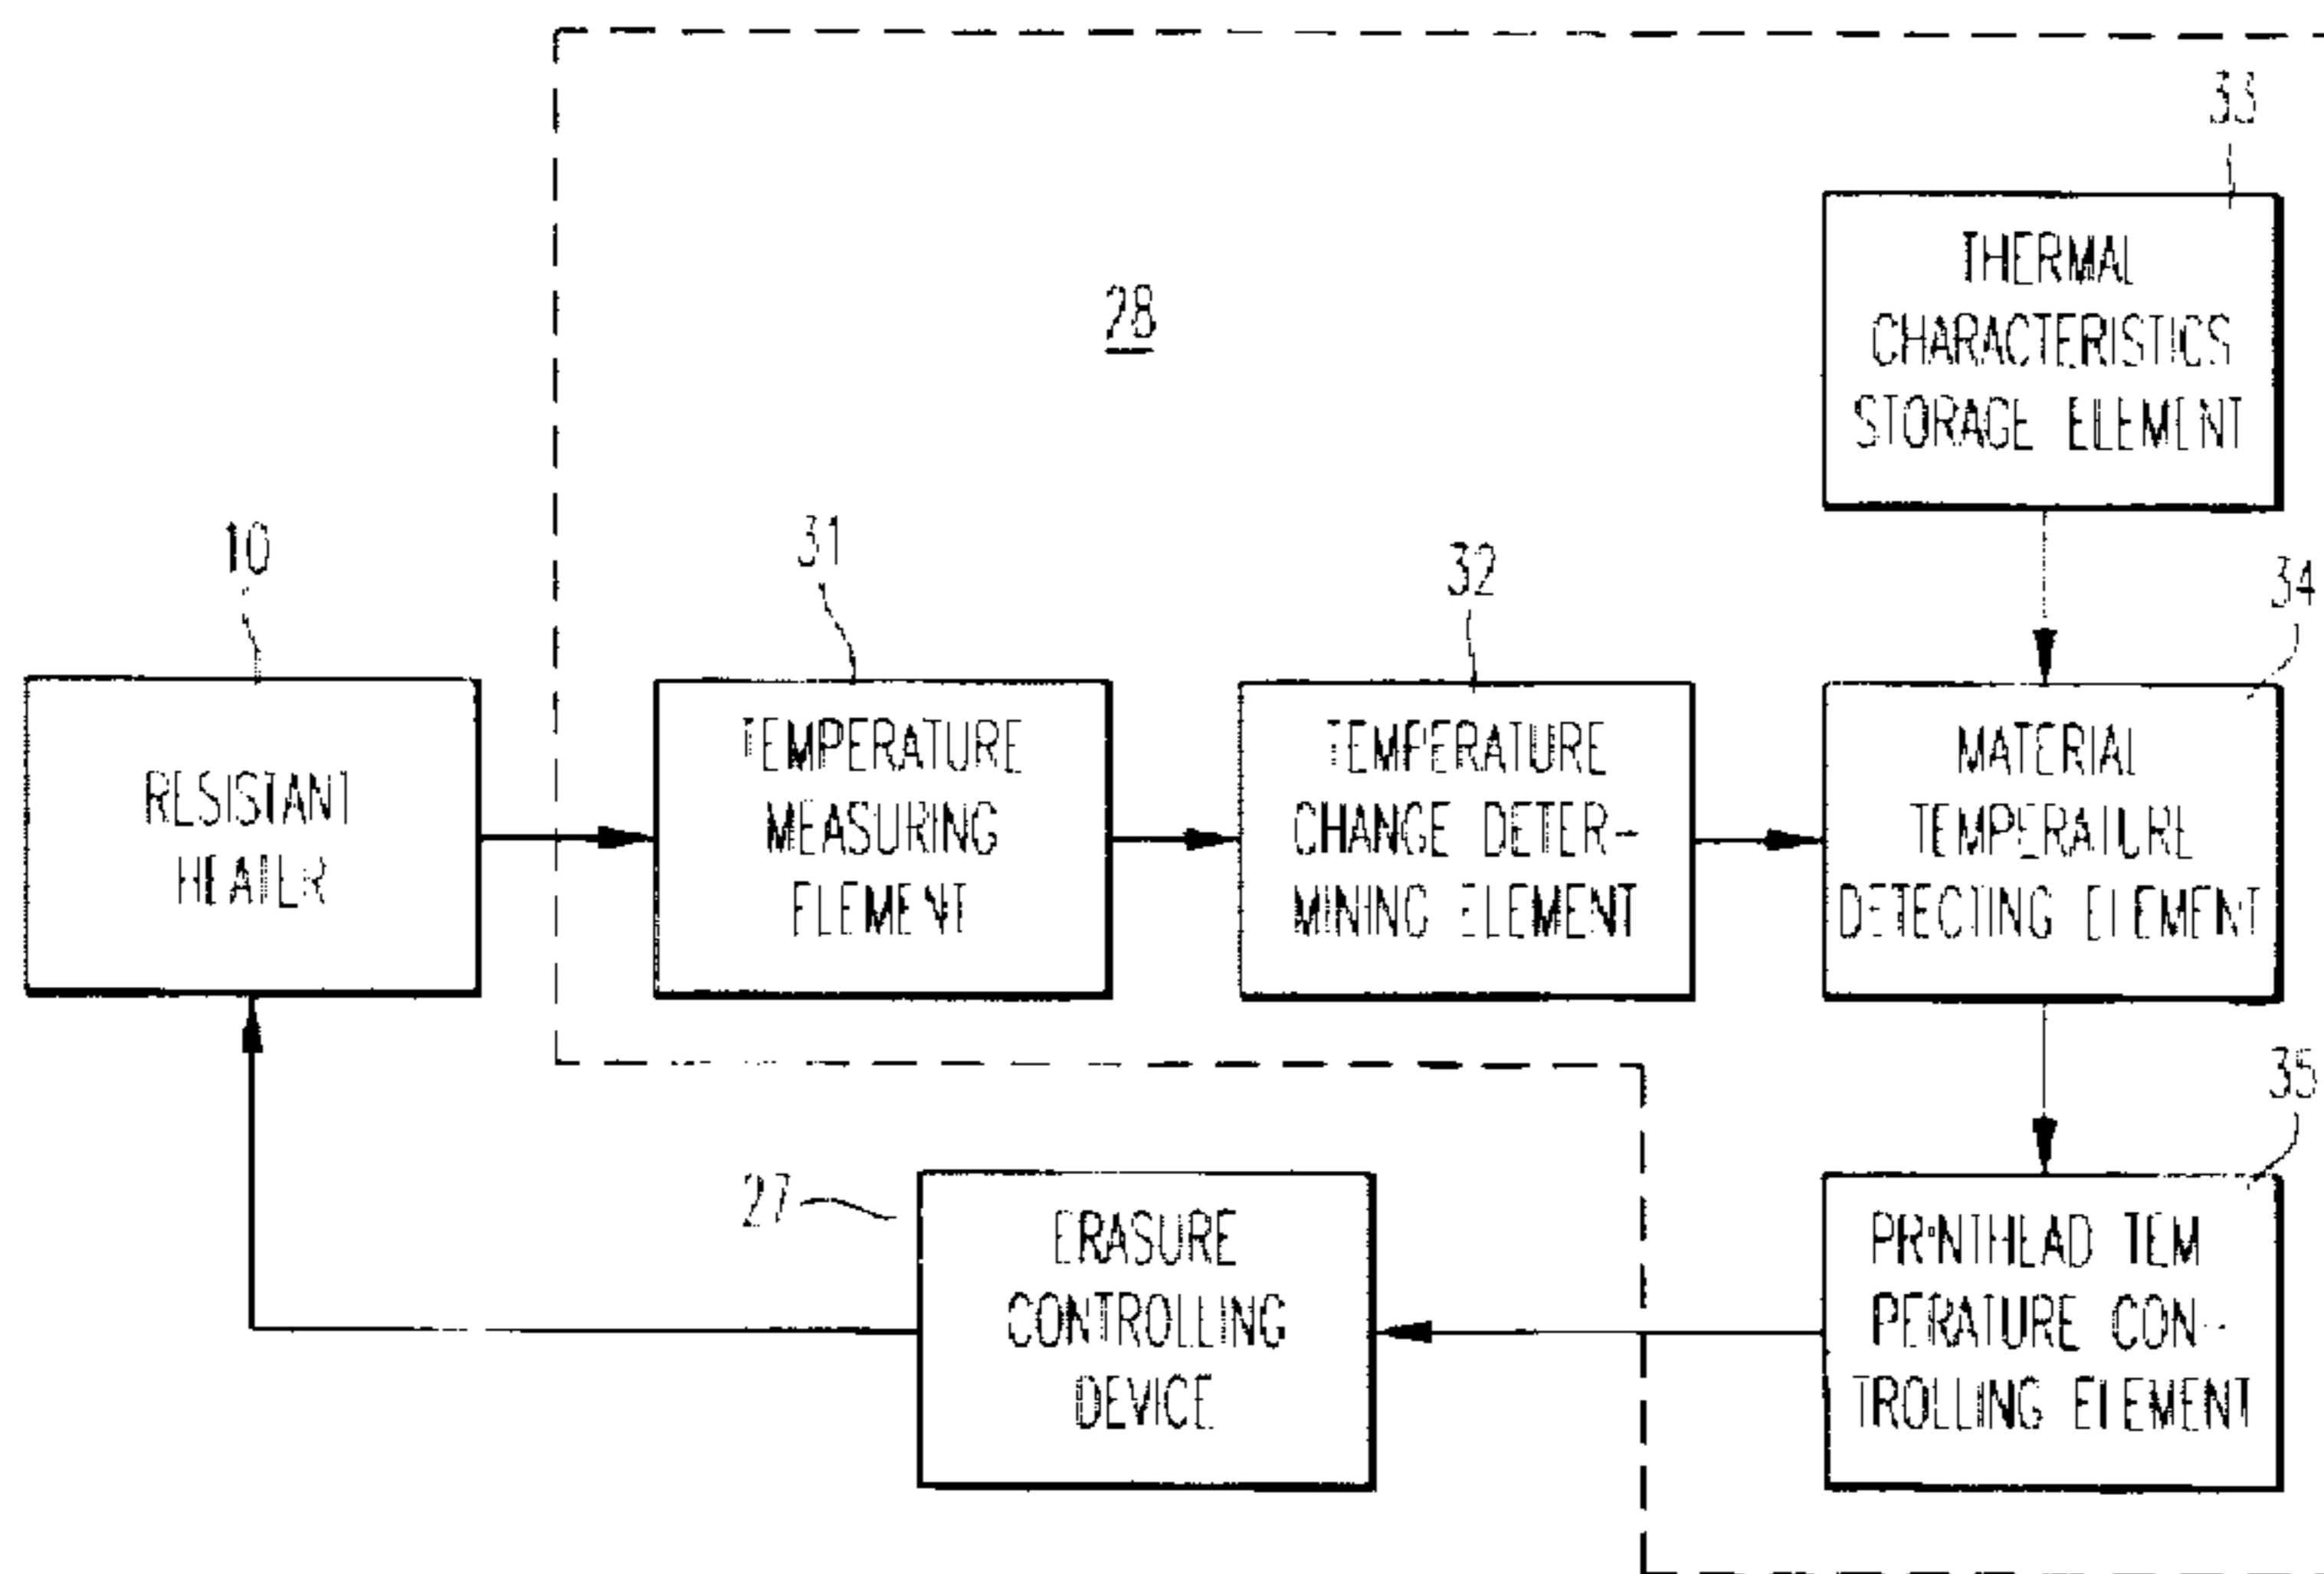 33
THERMAL
CHARACTERISTICS
STORAGE ELEMENT
28
10
31
32
34
RESISTANT
HEATER
TEMPERATURE
MEASURING
ELEMENT
TEMPERATURE
CHANGE DETER-
MINING ELEMENT
MATERIAL
TEMPERATURE
DETECTING ELEMENT
35
27
ERASURE
CONTROLLING
DEVICE
PRINTHEAD TEM
PERATURE CON-
TROLLING ELEMENT